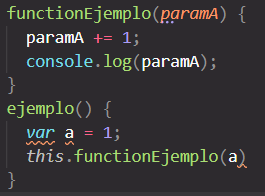 functionEjemplo(paramA) {
  paramA += 1;
  console.log(paramA);
}
ejemplo() {
  var a = 1;
  this.functionEjemplo(a)
}